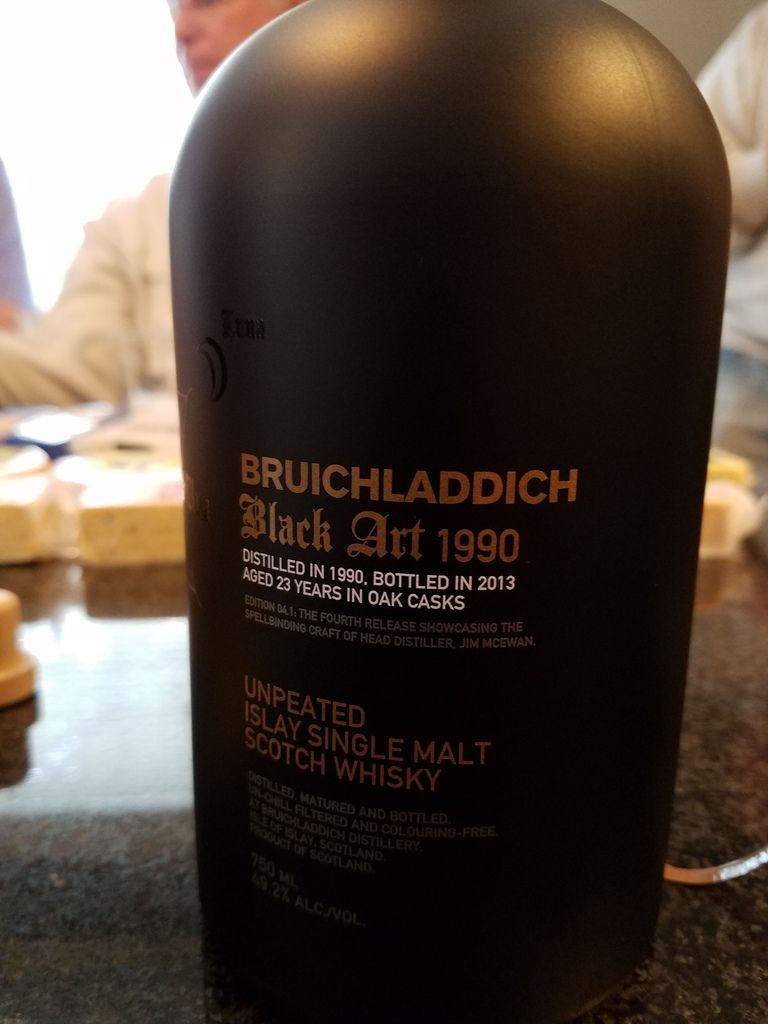 Luna
BRUICHLADDICH
Black Art 1990
DISTILLED IN 1990. BOTTLED IN 2013
AGED 23 YEARS IN OAK CASKS
EDITION 04.1: THE FOURTH RELEASE SHOWCASING THE
SPELLBINDING CRAFT OF HEAD DISTILLER, JIM MCEWAN.
UNPEATED
ISLAY SINGLE MALT
SCOTCH WHISKY
DISTILLED, MATURED AND BOTTLED,
UN-CHILL FILTERED AND COLOURING-FREE.
AT BRUICHLADDICH DISTILLERY.
ISLE OF ISLAY, SCOTLAND.
PRODUCT OF SCOTLAND.
750 ML
49.2% ALC./VOL.